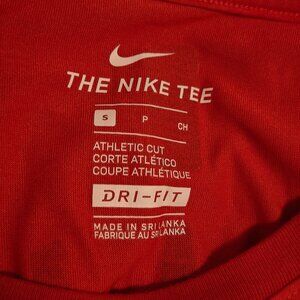 THE NIKE TEE
S P CH
ATHLETIC CUT
CORTE ATLÉTICO
COUPE ATHLÉTIQUE
DRI-FIT
MADE IN SRI LANKA
FABRIQUÉ AU SRI LANKA